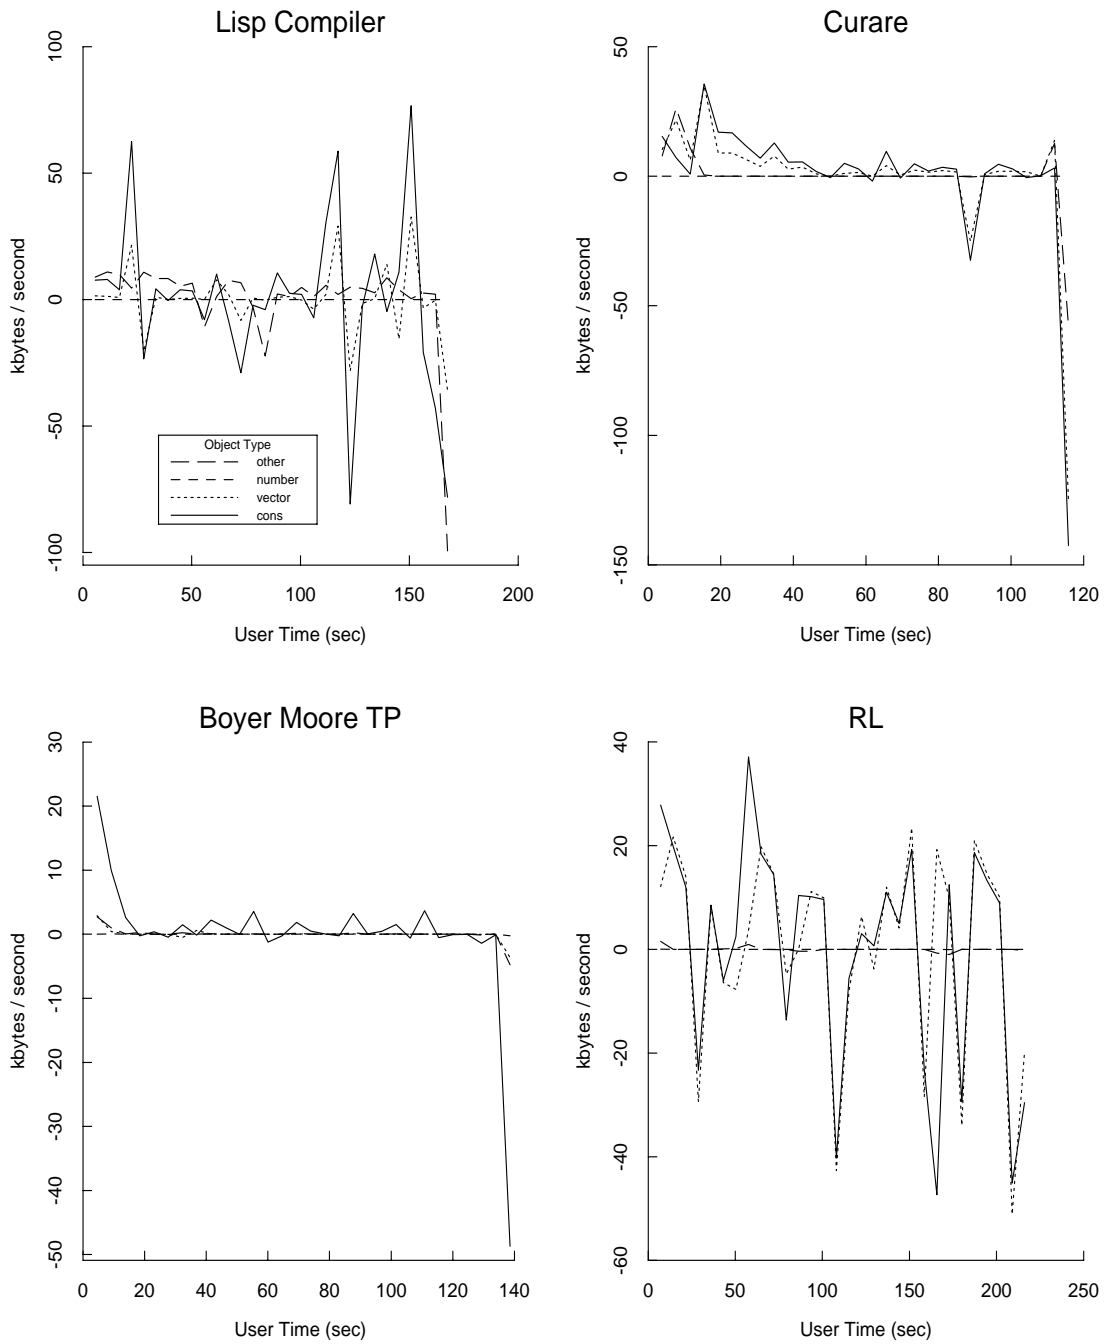 Lisp Compiler
kbytes / second
100
50
0
-50
-100
Object Type
other
number
vector
cons
0 50 100 150 200
User Time (sec)
Curare
kbytes / second
50
0
-50
-100
-150
0 20 40 60 80 100 120
User Time (sec)
Boyer Moore TP
kbytes / second
30
20
10
0
-10
-20
-30
-40
-50
0 20 40 60 80 100 120 140
User Time (sec)
RL
kbytes / second
40
20
0
-20
-40
-60
0 50 100 150 200 250
User Time (sec)